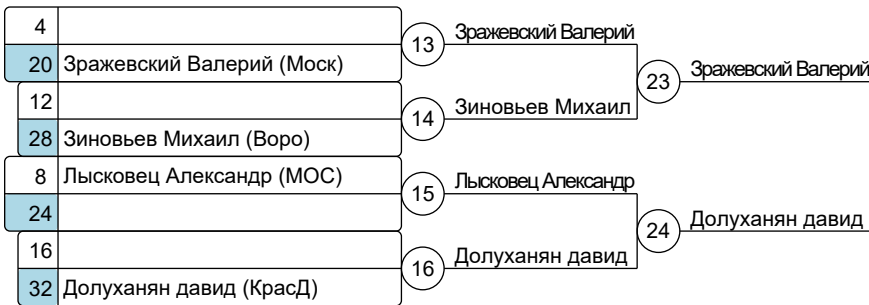 4
13 Зражевский Валерий
20 Зражевский Валерий (Моск)
23 Зражевский Валерий
12
14 Зиновьев Михаил
28 Зиновьев Михаил (Воро)
8 Лысковец Александр (МОС)
15 Лысковец Александр
24
24 Долуханян давид
16
16 Долуханян давид
32 Долуханян давид (КрасД)